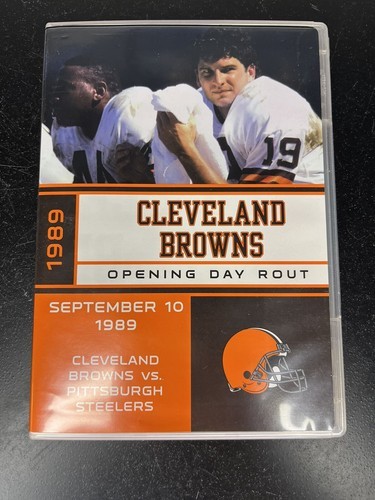 19
1989
CLEVELAND
BROWNS
OPENING DAY ROUT
SEPTEMBER 10
1989
CLEVELAND
BROWNS VS.
PITTSBURGH
STEELERS